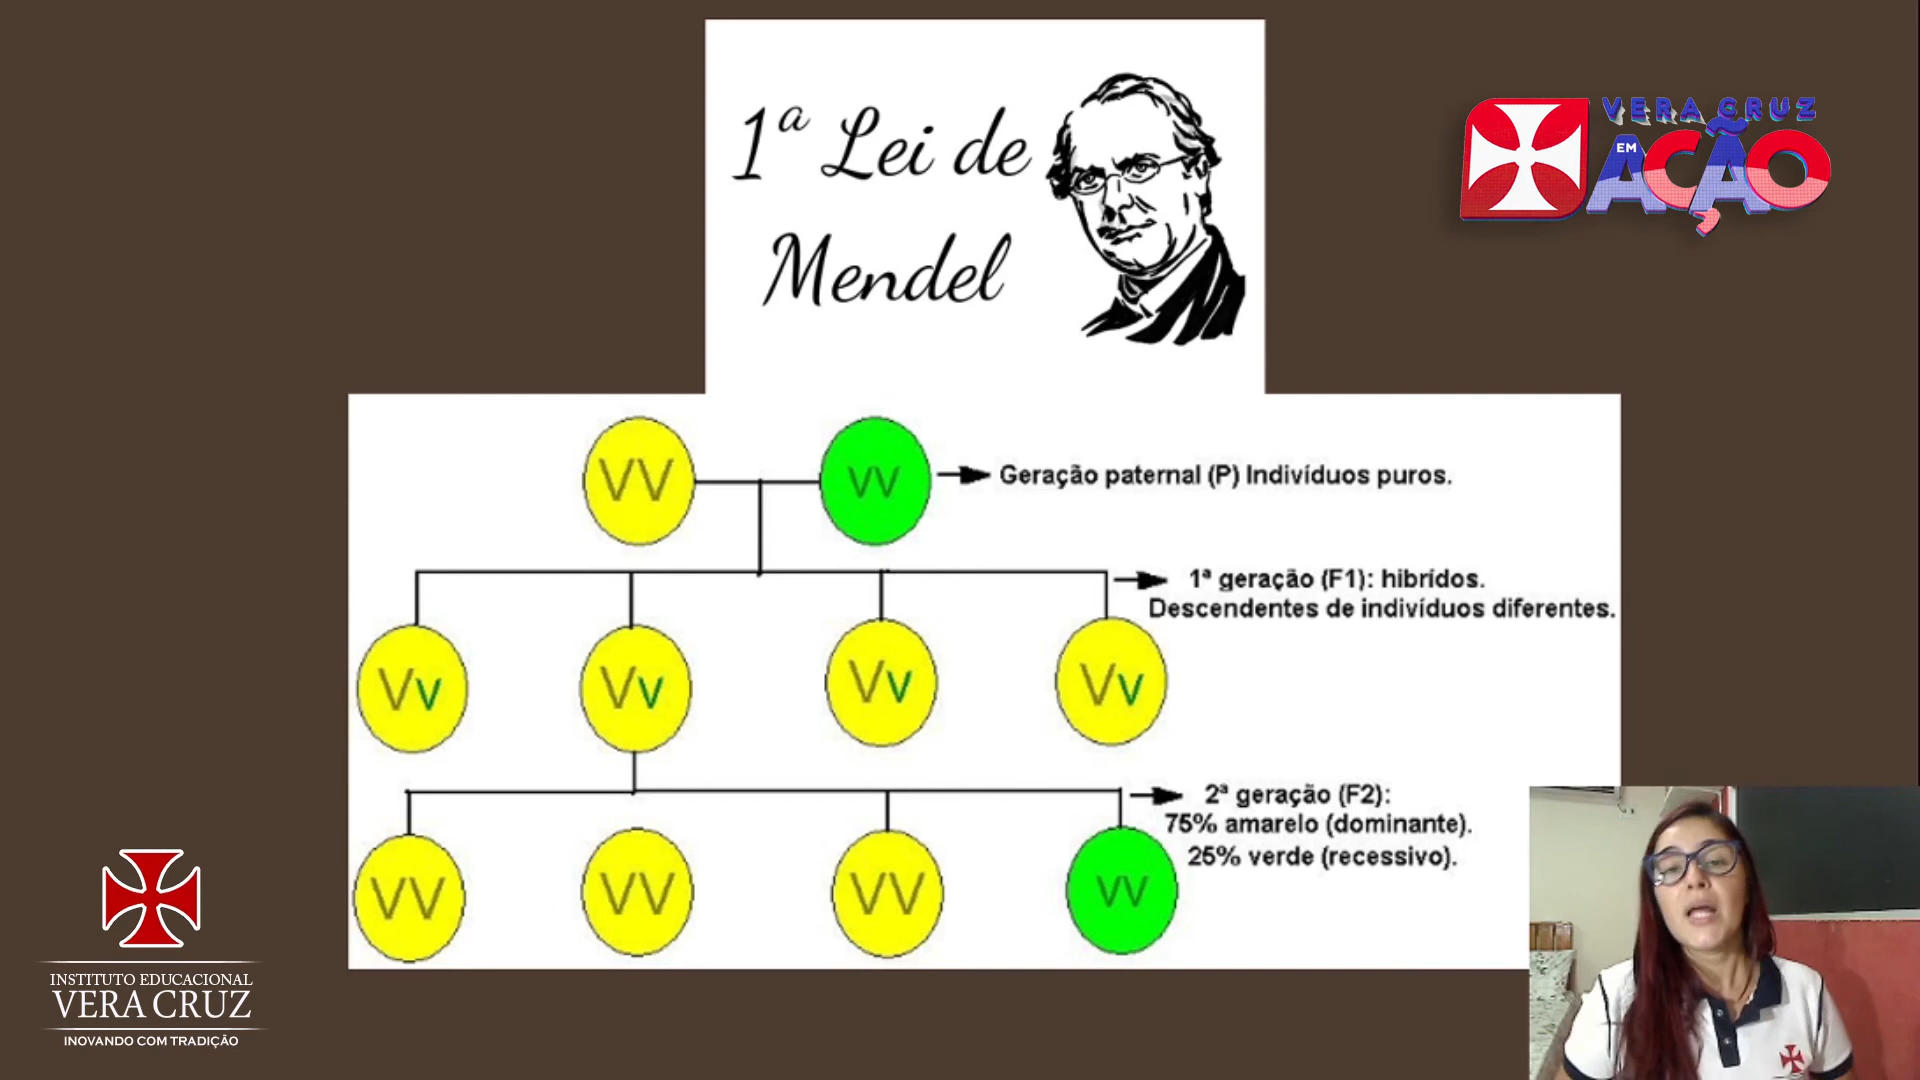 1ª Lei de
Mendel
VERA CRUZ
EM
AÇÃO
VV
vv
Geração paternal (P) Indivíduos puros.
1ª geração (F1): hibrídos.
Descendentes de indivíduos diferentes.
Vv
Vv
Vv
Vv
2ª geração (F2):
75% amarelo (dominante).
25% verde (recessivo).
VV
VV
VV
vv
INSTITUTO EDUCACIONAL
VERA CRUZ
INOVANDO COM TRADIÇÃO